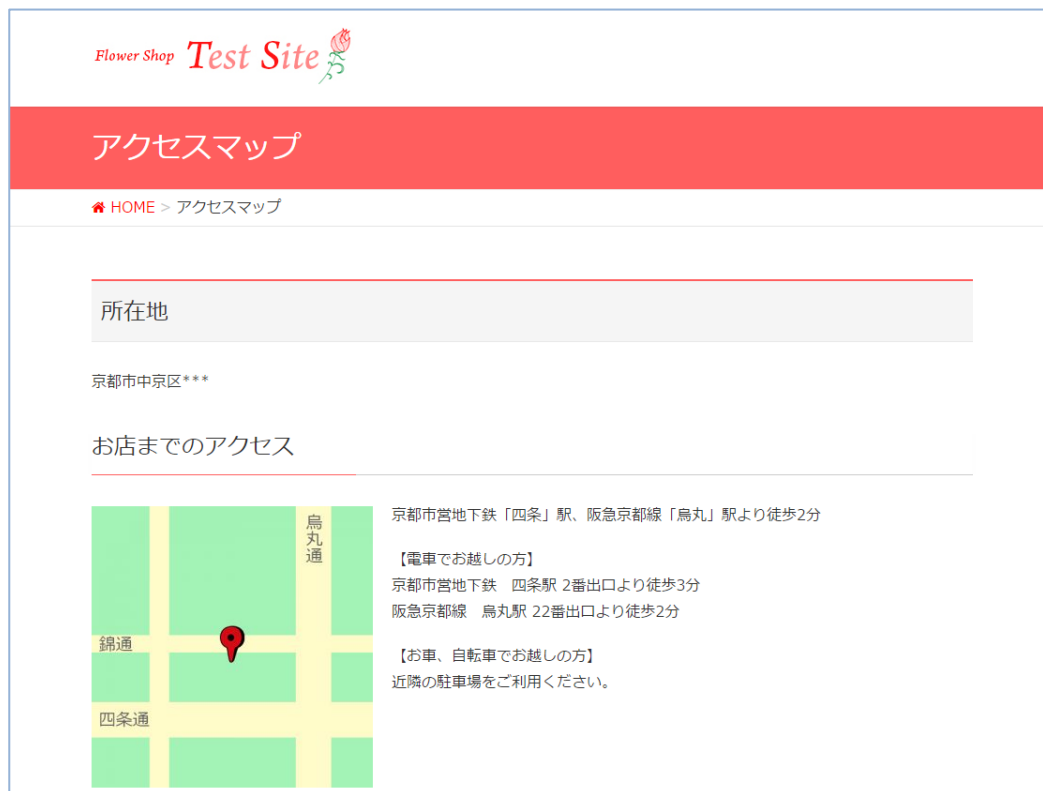 Flower Shop Test Site
アクセスマップ
HOME > アクセスマップ
所在地
京都市中京区***
お店までのアクセス
烏丸通
錦通
四条通
京都市営地下鉄「四条」駅、阪急京都線「烏丸」駅より徒歩2分
【電車でお越しの方】
京都市営地下鉄　四条駅 2番出口より徒歩3分
阪急京都線　烏丸駅 22番出口より徒歩2分
【お車、自転車でお越しの方】
近隣の駐車場をご利用ください。